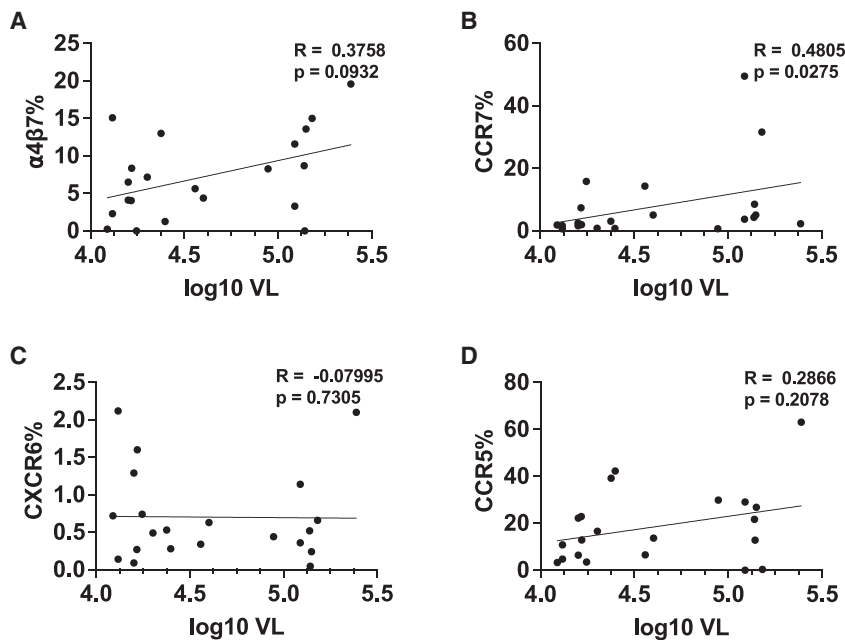 A
R = 0.3758
p = 0.0932
α4β7%
25
20
15
10
5
0
4.0 4.5 5.0 5.5
log10 VL
B
R = 0.4805
p = 0.0275
CCR7%
60
40
20
0
4.0 4.5 5.0 5.5
log10 VL
C
R = -0.07995
p = 0.7305
CXCR6%
2.5
2.0
1.5
1.0
0.5
0.0
4.0 4.5 5.0 5.5
log10 VL
D
R = 0.2866
p = 0.2078
CCR5%
80
60
40
20
0
4.0 4.5 5.0 5.5
log10 VL